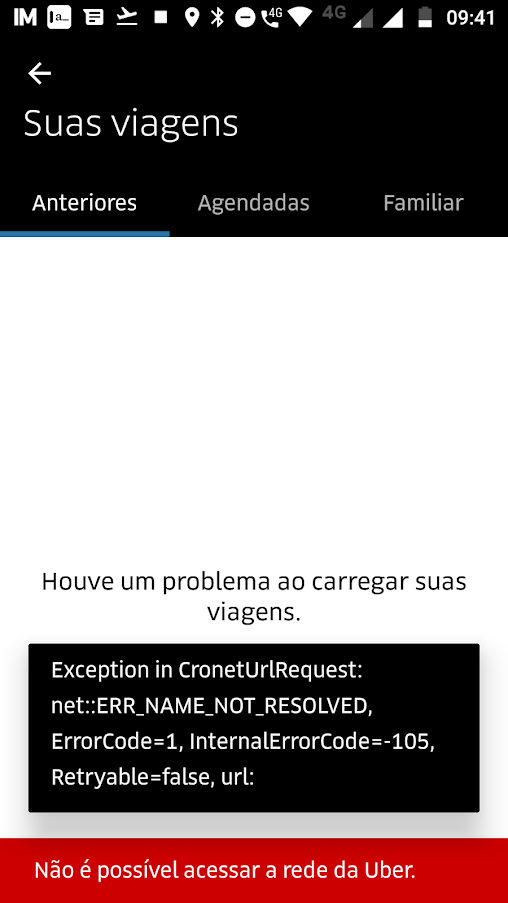 IM a_ 4G 4G 09:41
Suas viagens
Anteriores Agendadas Familiar
Houve um problema ao carregar suas
viagens.
Exception in CronetUrlRequest:
net::ERR_NAME_NOT_RESOLVED,
ErrorCode=1, InternalErrorCode=-105,
Retryable=false, url:
Não é possível acessar a rede da Uber.